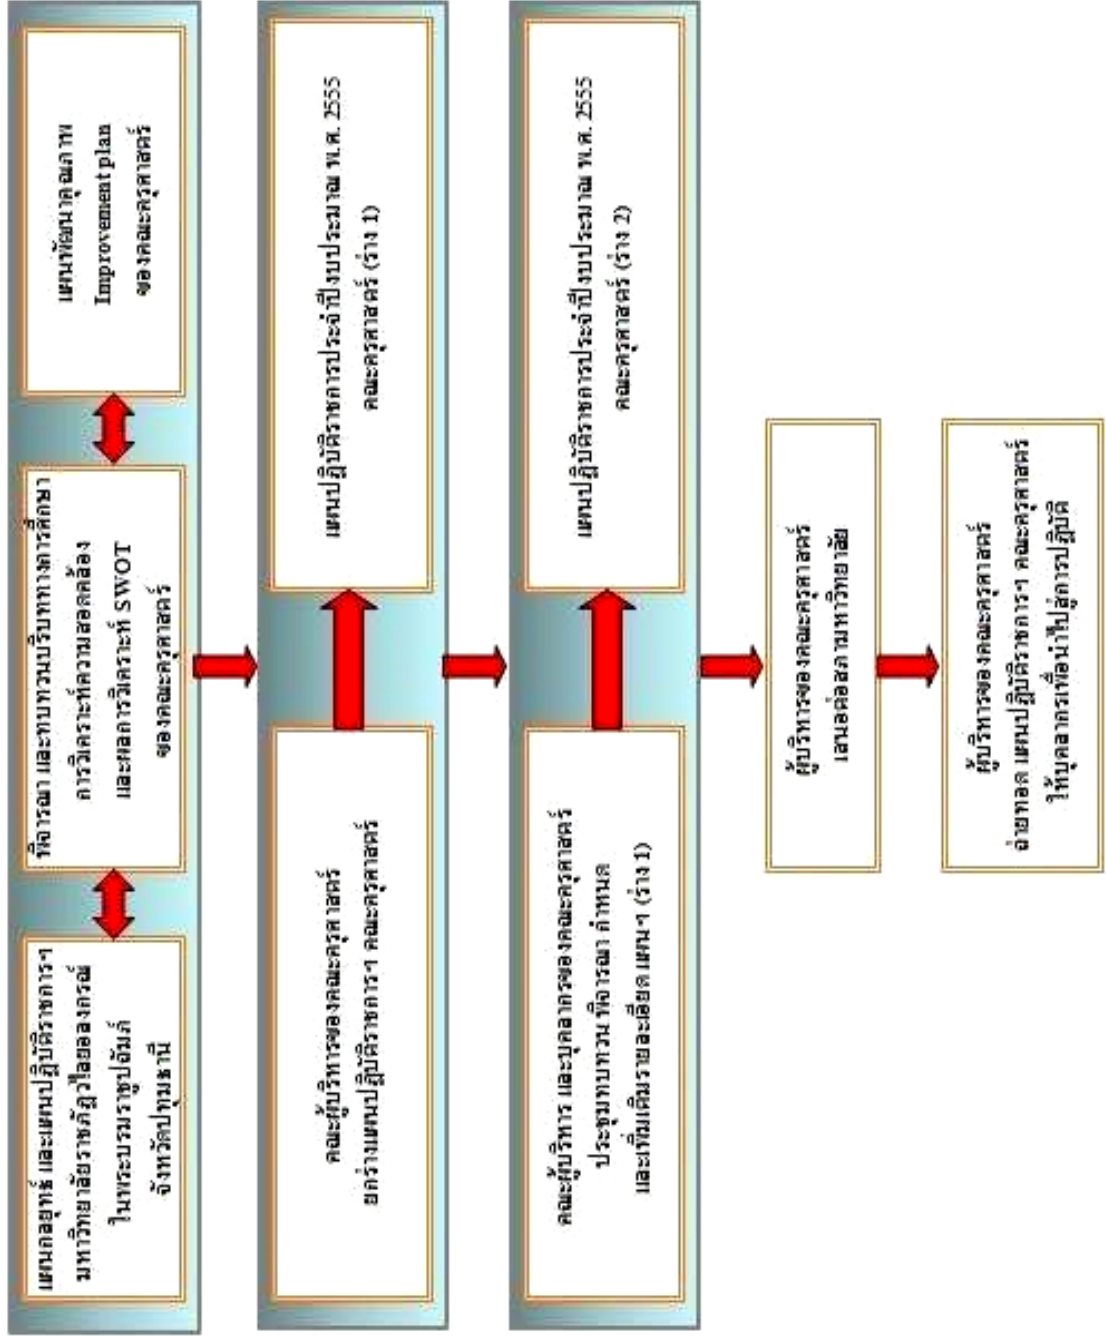 แผนกลยุทธ์ และแผนปฏิบัติราชการฯ
มหาวิทยาลัยราชภัฏวไลยอลงกรณ์
ในพระบรมราชูปถัมภ์
จังหวัดปทุมธานี
พิจารณา และทบทวนบริบททางการศึกษา
การวิเคราะห์ความสอดคล้อง
และผลการวิเคราะห์ SWOT
ของคณะครุศาสตร์
แผนพัฒนาคุณภาพ
Improvement plan
ของคณะครุศาสตร์
คณะผู้บริหารของคณะครุศาสตร์
ยกร่างแผนปฏิบัติราชการฯ คณะครุศาสตร์
แผนปฏิบัติราชการประจำปีงบประมาณ พ.ศ. 2555
คณะครุศาสตร์ (ร่าง 1)
คณะผู้บริหาร และบุคลากรของคณะครุศาสตร์
ประชุมทบทวน พิจารณา กำหนด
และเพิ่มเติมรายละเอียด แผนฯ (ร่าง 1)
แผนปฏิบัติราชการประจำปีงบประมาณ พ.ศ. 2555
คณะครุศาสตร์ (ร่าง 2)
ผู้บริหารของคณะครุศาสตร์
เสนอต่อสภามหาวิทยาลัย
ผู้บริหารของคณะครุศาสตร์
ถ่ายทอด แผนปฏิบัติราชการฯ คณะครุศาสตร์
ให้บุคลากรเพื่อนำไปสู่การปฏิบัติ